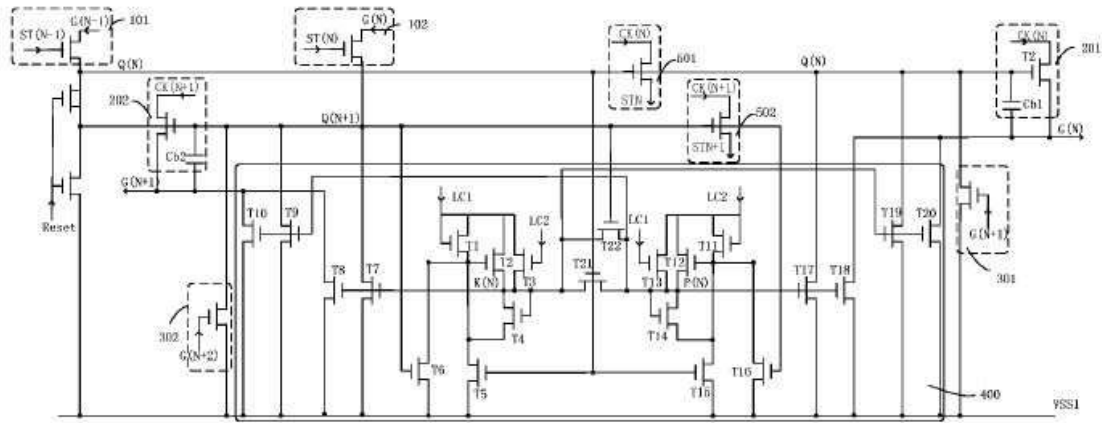 G(N-1) 101
ST(N-1)
G(N) 102
ST(N)
CK(N)
501
STN
CK(N)
201
T2
Q(N)
Q(N)
Cb1
G(N)
202
CK(N+1)
Q(N+1)
CK(N+1)
502
STN+1
Cb2
G(N+1)
Reset
T10 T9
LC1
LC2
T1
T2
T3
K(N)
T4
T8 T7
T6
T5
T22
T21
LC1
LC2
T11
T12
T13
P(N)
T14
T15
T16
T17 T18
T19 T20
G(N+1)
301
302
G(N+2)
400
VSS1